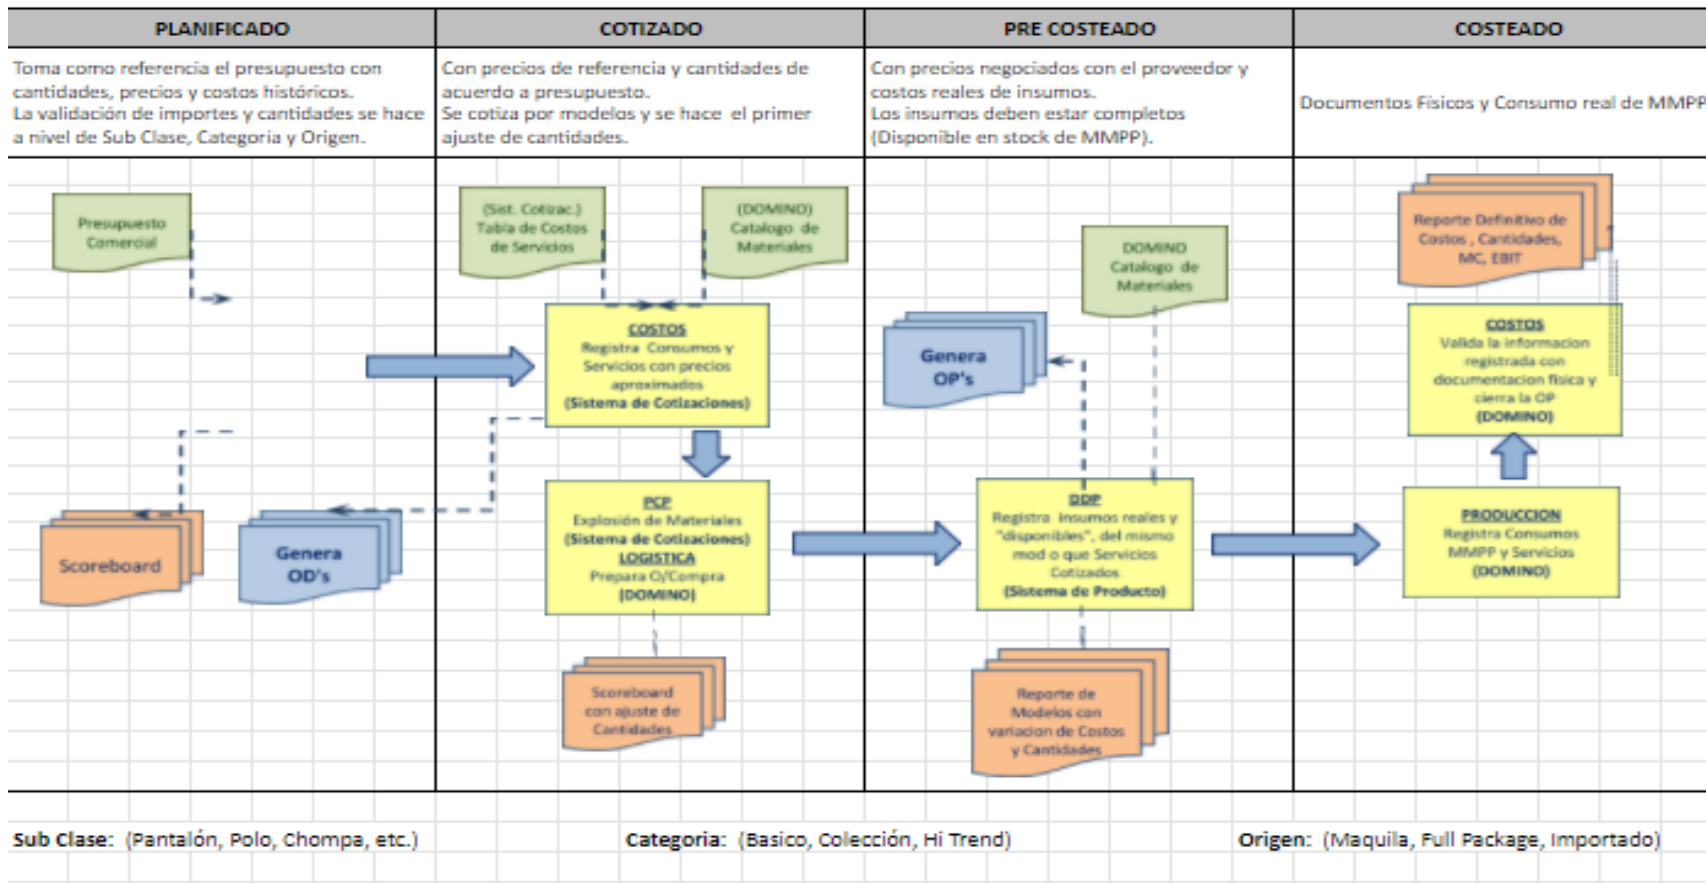 PLANIFICADO
COTIZADO
PRE COSTEADO
COSTEADO
Toma como referencia el presupuesto con
cantidades, precios y costos históricos.
La validación de importes y cantidades se hace
a nivel de Sub Clase, Categoria y Origen.
Con precios de referencia y cantidades de
acuerdo a presupuesto.
Se cotiza por modelos y se hace el primer
ajuste de cantidades.
Con precios negociados con el proveedor y
costos reales de insumos.
Los insumos deben estar completos
(Disponible en stock de MMPP).
Documentos Físicos y Consumo real de MMPP
Presupuesto
Comercial
Scoreboard
Genera
OD's
(Sist. Cotizac.)
Tabla de Costos
de Servicios
(DOMINO)
Catalogo de
Materiales
COSTOS
Registra Consumos y
Servicios con precios
aproximados
(Sistema de Cotizaciones)
PCP
Explosión de Materiales
(Sistema de Cotizaciones)
LOGISTICA
Prepara O/Compra
(DOMINO)
Scoreboard
con ajuste de
Cantidades
DOMINO
Catalogo de
Materiales
Genera
OP's
DDP
Registra insumos reales y
"disponibles", del mismo
mod o que Servicios
Cotizados
(Sistema de Producto)
Reporte de
Modelos con
variacion de Costos
y Cantidades
Reporte Definitivo de
Costos , Cantidades,
MC, EBIT
COSTOS
Valida la informacion
registrada con
documentacion física y
cierra la OP
(DOMINO)
PRODUCCION
Registra Consumos
MMPP y Servicios
(DOMINO)
Sub Clase: (Pantalón, Polo, Chompa, etc.)
Categoria: (Basico, Colección, Hi Trend)
Origen: (Maquila, Full Package, Importado)